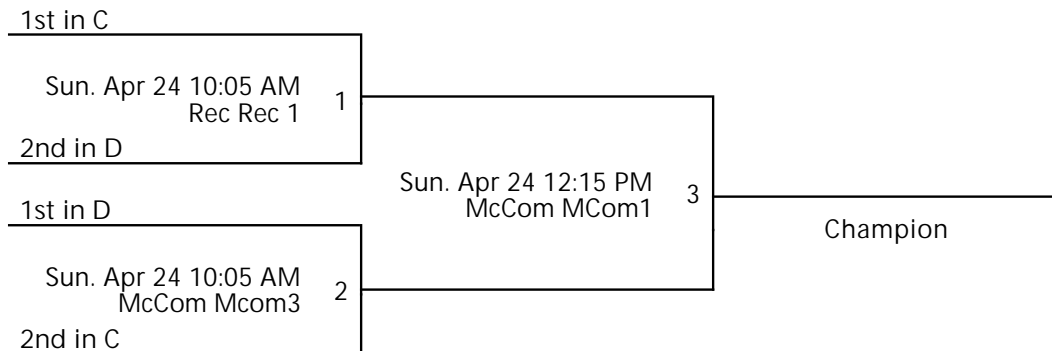 1st in C
Sun. Apr 24 10:05 AM
Rec Rec 1
1
2nd in D
Sun. Apr 24 12:15 PM
McCom MCom1
3
Champion
1st in D
Sun. Apr 24 10:05 AM
McCom Mcom3
2
2nd in C